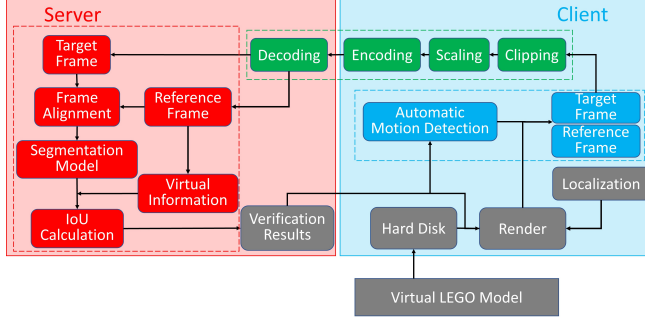 Server
Client
Target
Frame
Decoding
Encoding
Scaling
Clipping
Frame
Alignment
Reference
Frame
Automatic
Motion Detection
Target
Frame
Reference
Frame
Segmentation
Model
Virtual
Information
Localization
IoU
Calculation
Verification
Results
Hard Disk
Render
Virtual LEGO Model